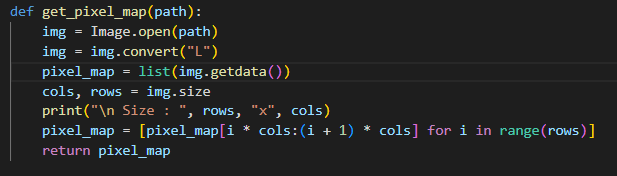 def get_pixel_map(path):
    img = Image.open(path)
    img = img.convert("L")
    pixel_map = list(img.getdata())
    cols, rows = img.size
    print("\n Size : ", rows, "x", cols)
    pixel_map = [pixel_map[i * cols:(i + 1) * cols] for i in range(rows)]
    return pixel_map